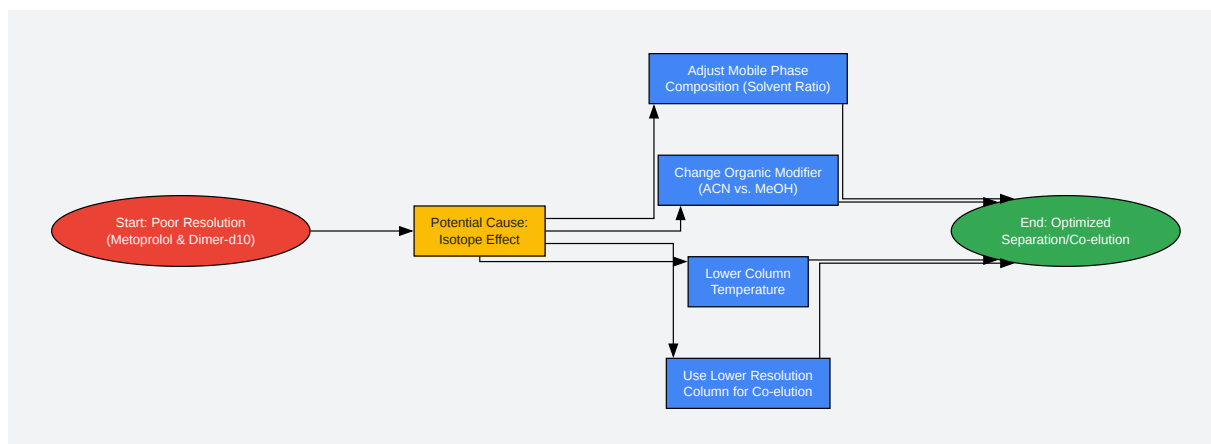 Start: Poor Resolution
(Metoprolol & Dimer-d10)
Potential Cause:
Isotope Effect
Adjust Mobile Phase
Composition (Solvent Ratio)
Change Organic Modifier
(ACN vs. MeOH)
Lower Column
Temperature
Use Lower Resolution
Column for Co-elution
End: Optimized
Separation/Co-elution